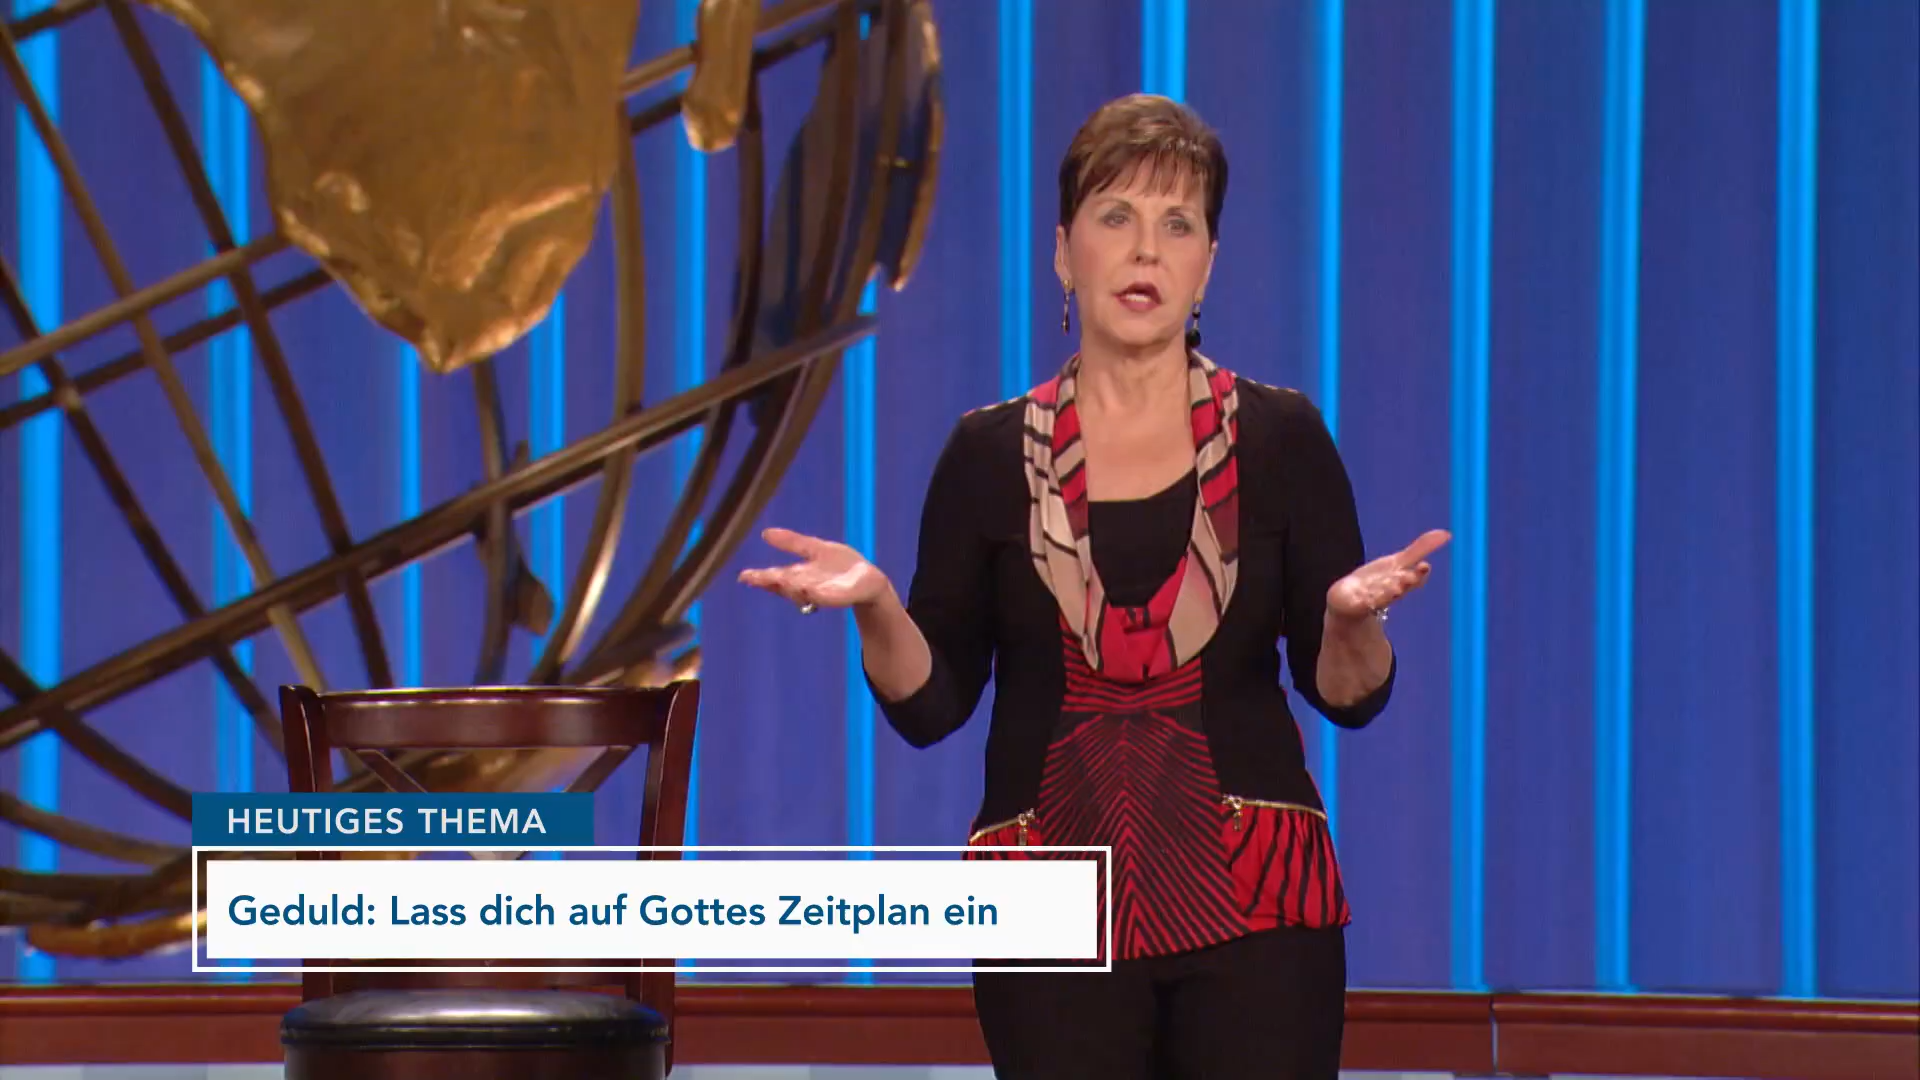 HEUTIGES THEMA
Geduld: Lass dich auf Gottes Zeitplan ein